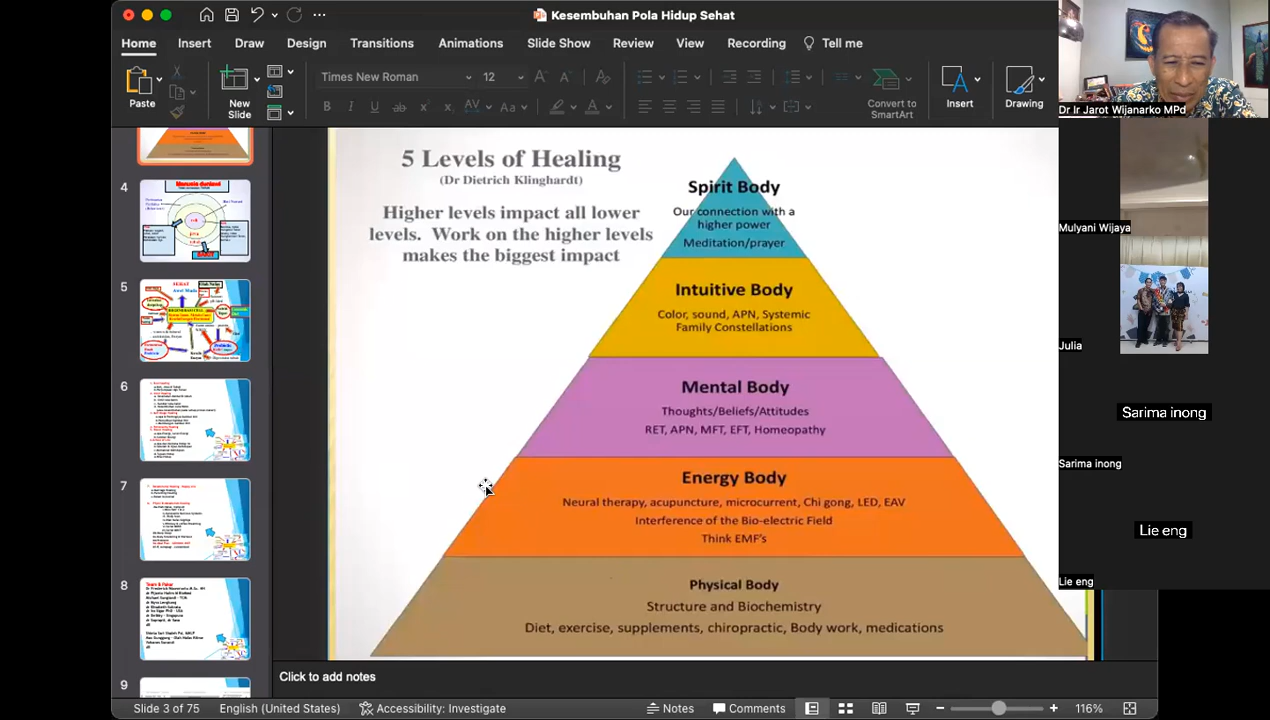 Kesembuhan Pola Hidup Sehat
Home
Insert
Draw
Design
Transitions
Animations
Slide Show
Review
View
Recording
Tell me
Paste
New
Slide
Times New Roman
12
Convert to
SmartArt
Insert
Drawing
4
5
6
7
8
9
5 Levels of Healing
(Dr Dietrich Klinghardt)
Higher levels impact all lower
levels. Work on the higher levels
makes the biggest impact
Spirit Body
Our connection with a
higher power
Meditation/prayer
Intuitive Body
Color, sound, APN, Systemic
Family Constellations
Mental Body
Thoughts/Beliefs/Attitudes
RET, APN, MFT, EFT, Homeopathy
Energy Body
Neural therapy, acupuncture, microcurrent, Chi gong, LED, EAV
Interference of the Bio-electric Field
Think EMF's
Physical Body
Structure and Biochemistry
Diet, exercise, supplements, chiropractic, Body work, medications
Click to add notes
Slide 3 of 75
English (United States)
Accessibility: Investigate
Notes
Comments
116%
Dr Ir Jarot Wijanarko MPd
Mulyani Wijaya
Julia
Sarima inong
Sarima inong
Lie eng
Lie eng